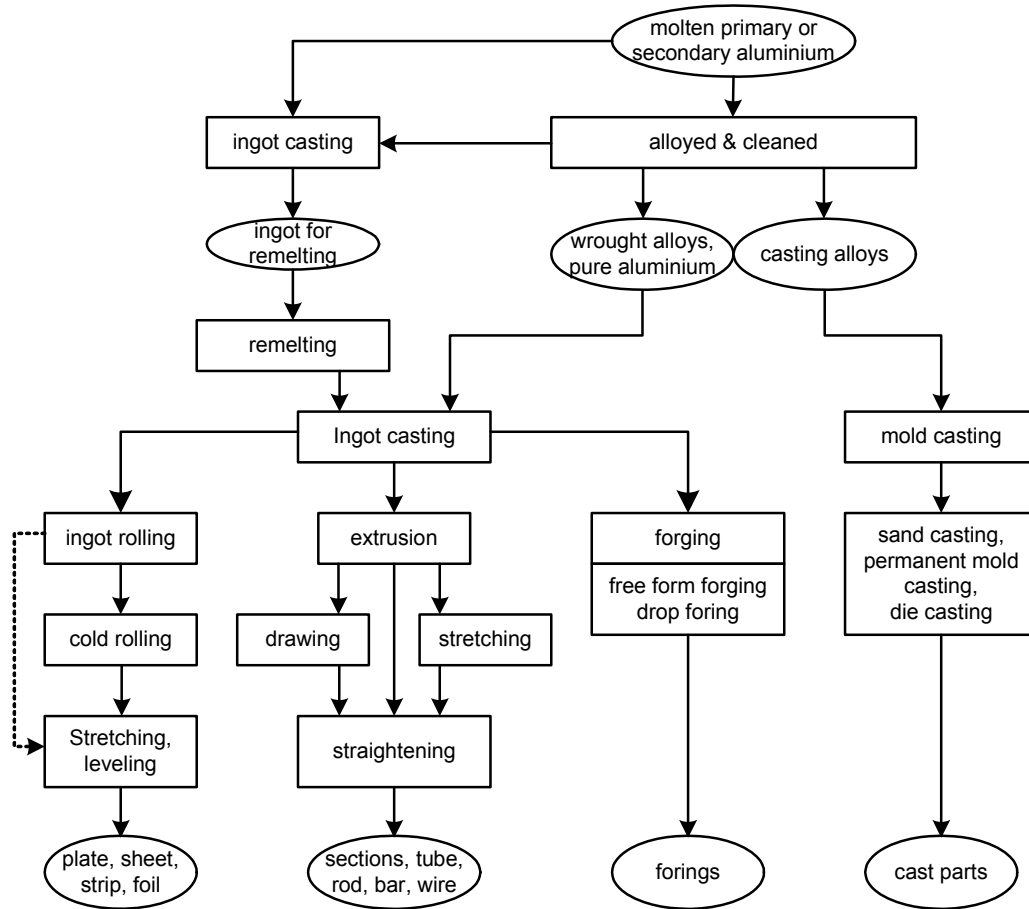 molten primary or
secondary aluminium
ingot casting
alloyed & cleaned
ingot for
remelting
wrought alloys,
pure aluminium
casting alloys
remelting
Ingot casting
mold casting
ingot rolling
extrusion
forging
sand casting,
permanent mold
casting,
die casting
free form forging
drop foring
cold rolling
drawing
stretching
Stretching,
leveling
straightening
plate, sheet,
strip, foil
sections, tube,
rod, bar, wire
forings
cast parts